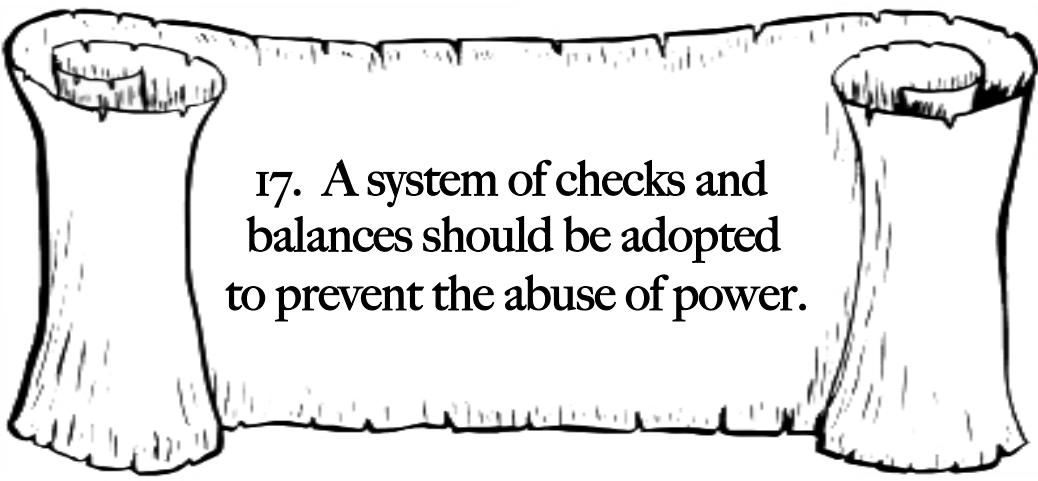 17. A system of checks and
balances should be adopted
to prevent the abuse of power.